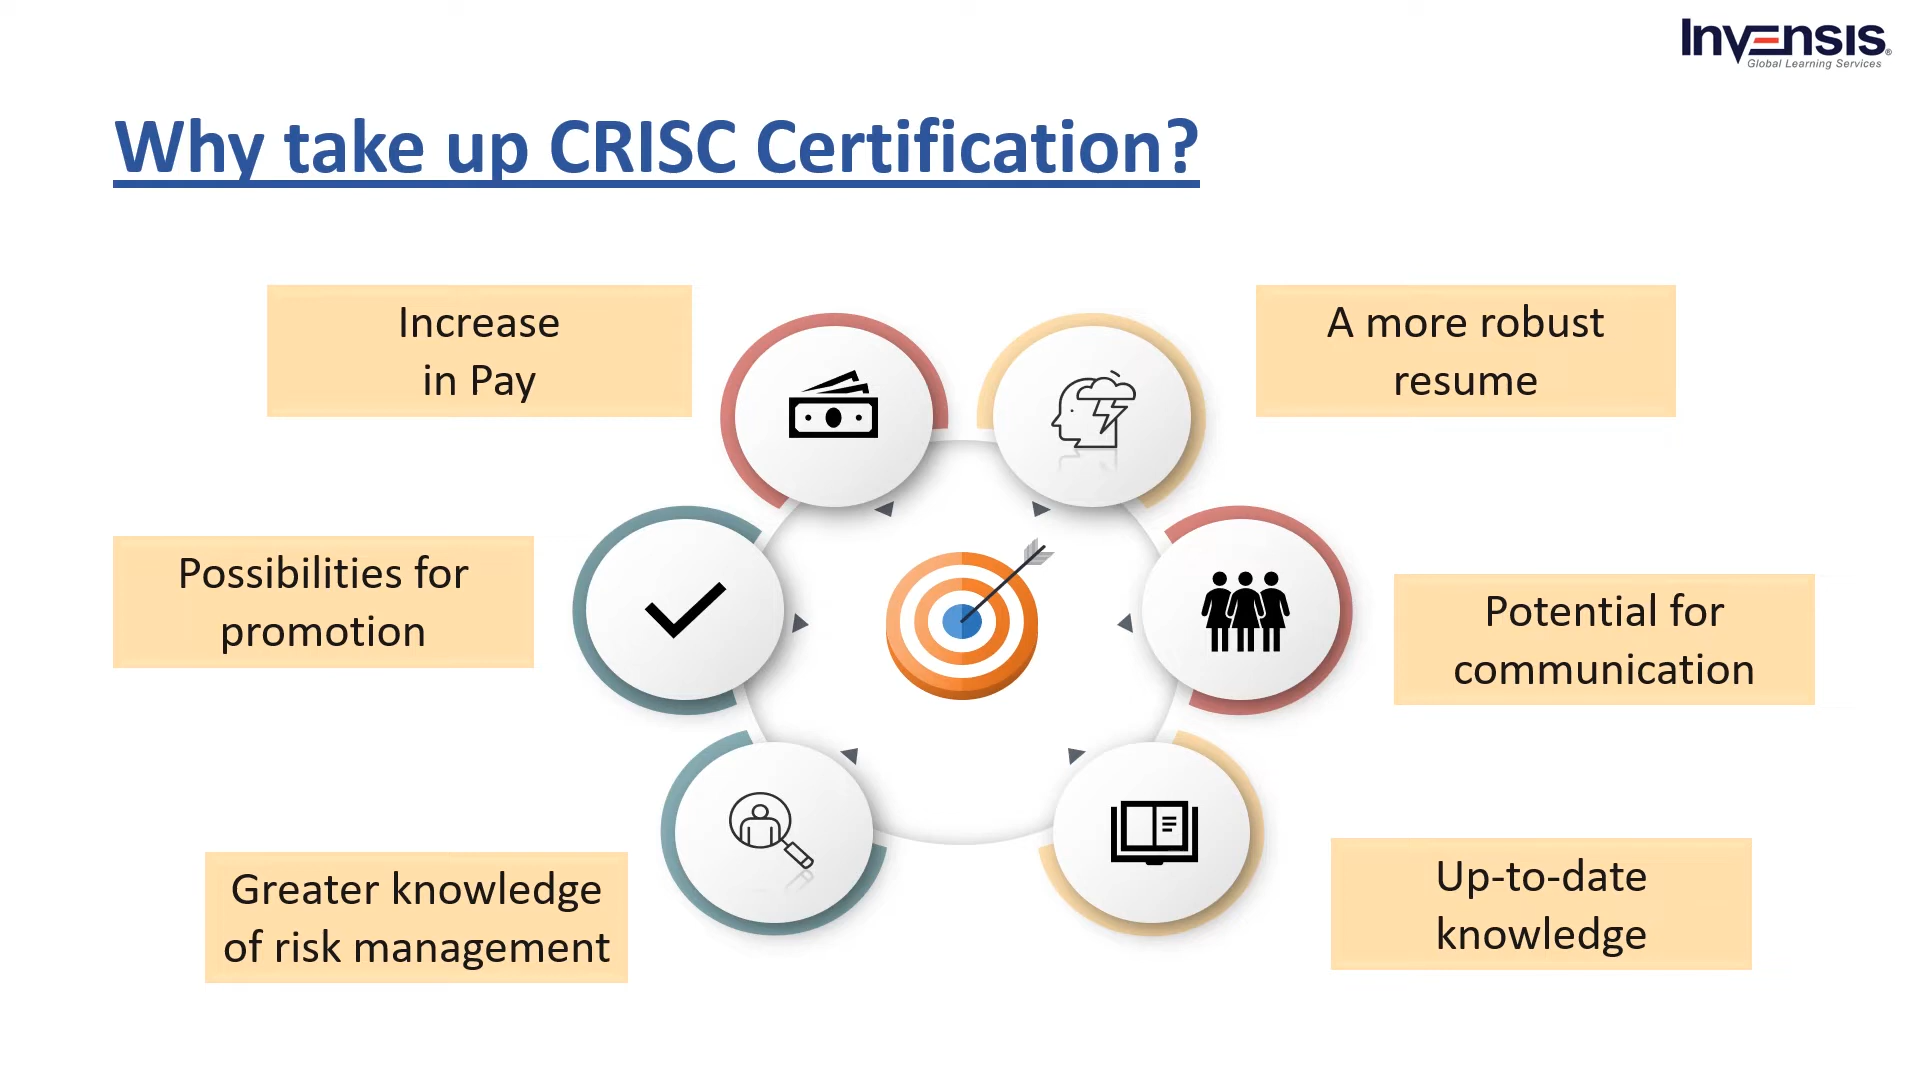 Invensis®
Global Learning Services
Why take up CRISC Certification?
Increase
in Pay
A more robust
resume
Possibilities for
promotion
Potential for
communication
Greater knowledge
of risk management
Up-to-date
knowledge